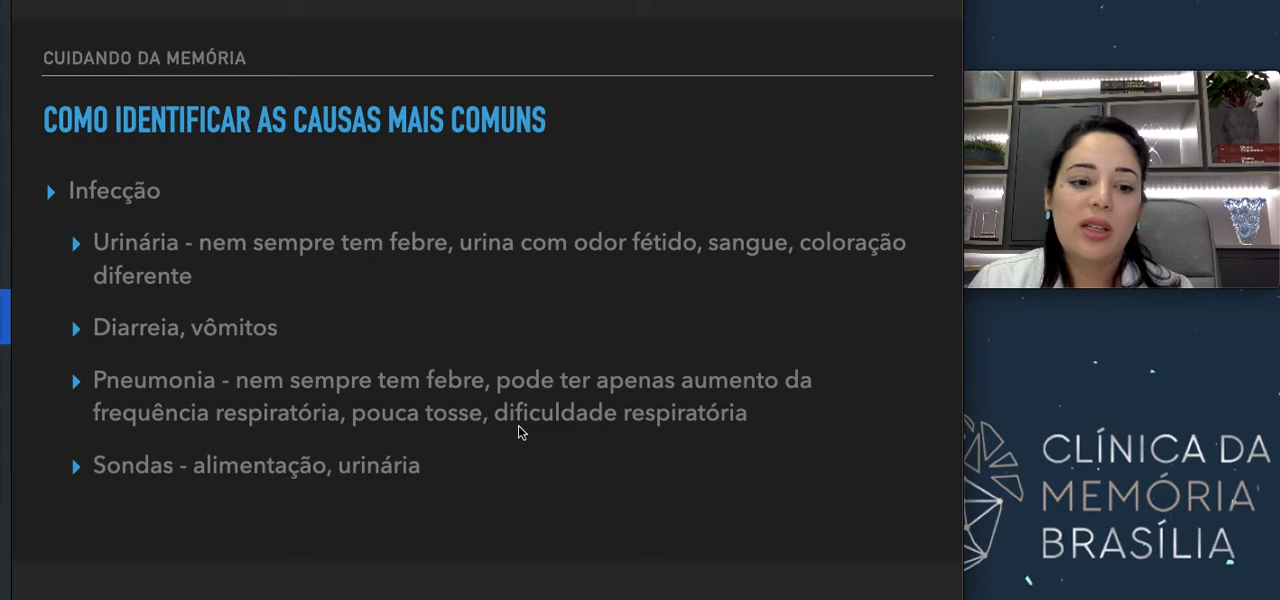 CUIDANDO DA MEMÓRIA
COMO IDENTIFICAR AS CAUSAS MAIS COMUNS
Infecção
Urinária - nem sempre tem febre, urina com odor fétido, sangue, coloração
diferente
Diarreia, vômitos
Pneumonia - nem sempre tem febre, pode ter apenas aumento da
frequência respiratória, pouca tosse, dificuldade respiratória
Sondas - alimentação, urinária
CLÍNICA DA
MEMÓRIA
BRASÍLIA